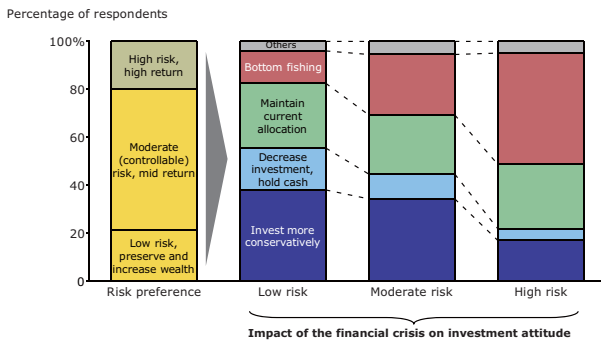 Percentage of respondents
100%
80
60
40
20
0
High risk,
high return
Moderate
(controllable)
risk, mid return
Low risk,
preserve and
increase wealth
Others
Bottom fishing
Maintain
current
allocation
Decrease
investment,
hold cash
Invest more
conservatively
Risk preference
Low risk
Moderate risk
High risk
Impact of the financial crisis on investment attitude